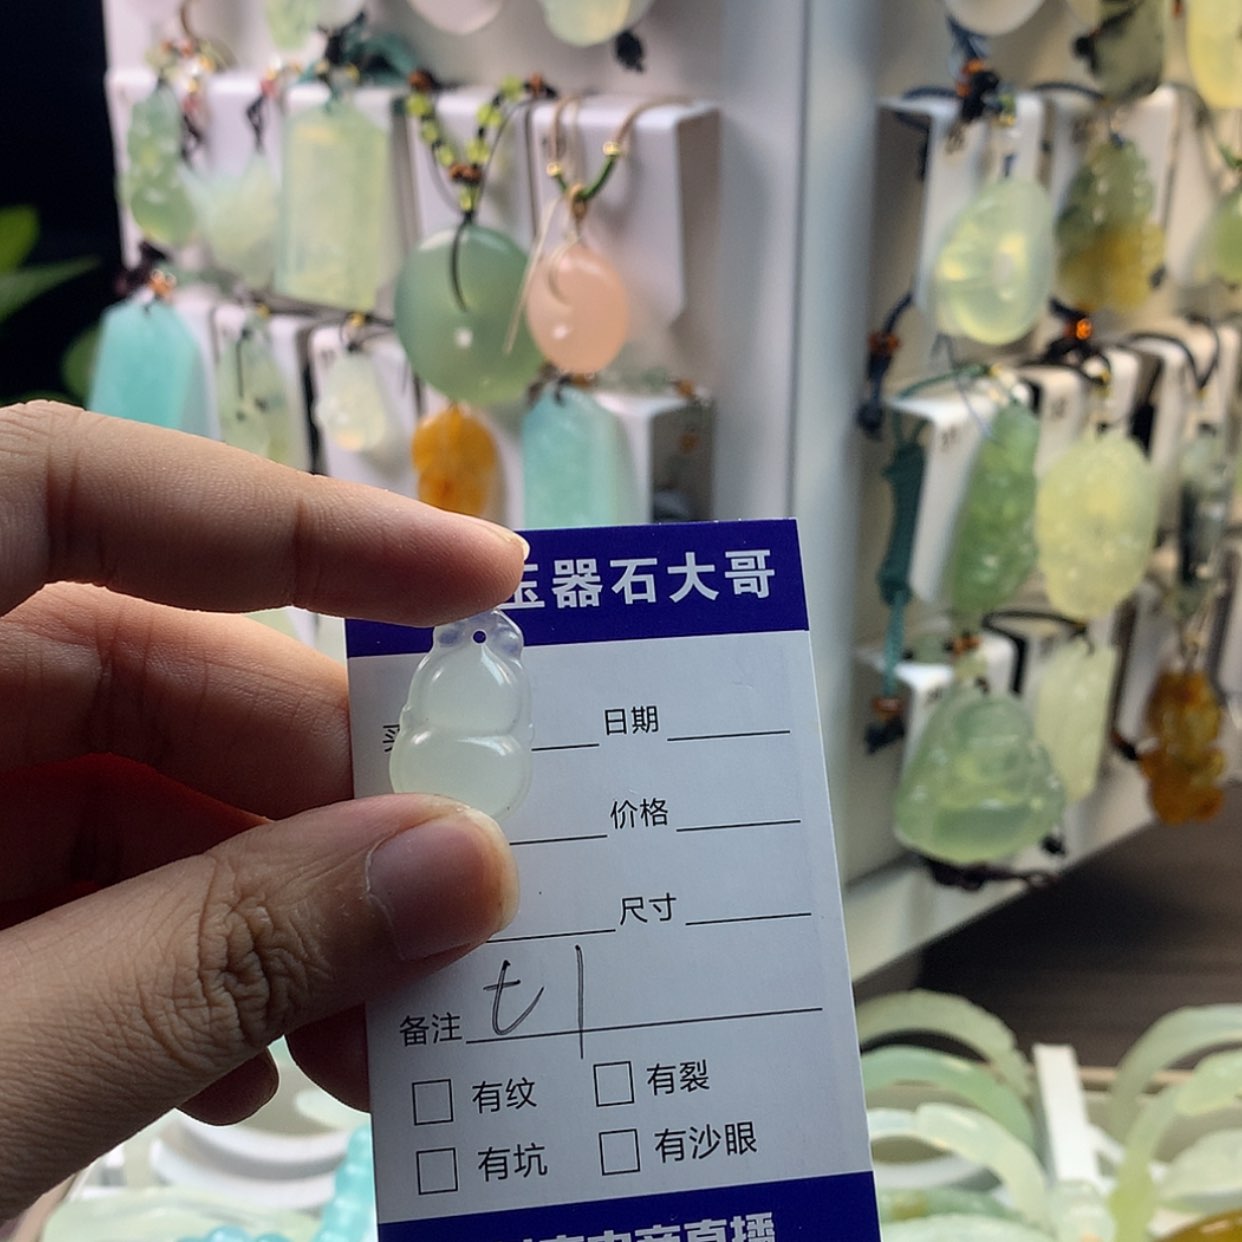 玉器石大哥
日期
价格
尺寸
备注 t1
有纹 有裂
有坑 有沙眼